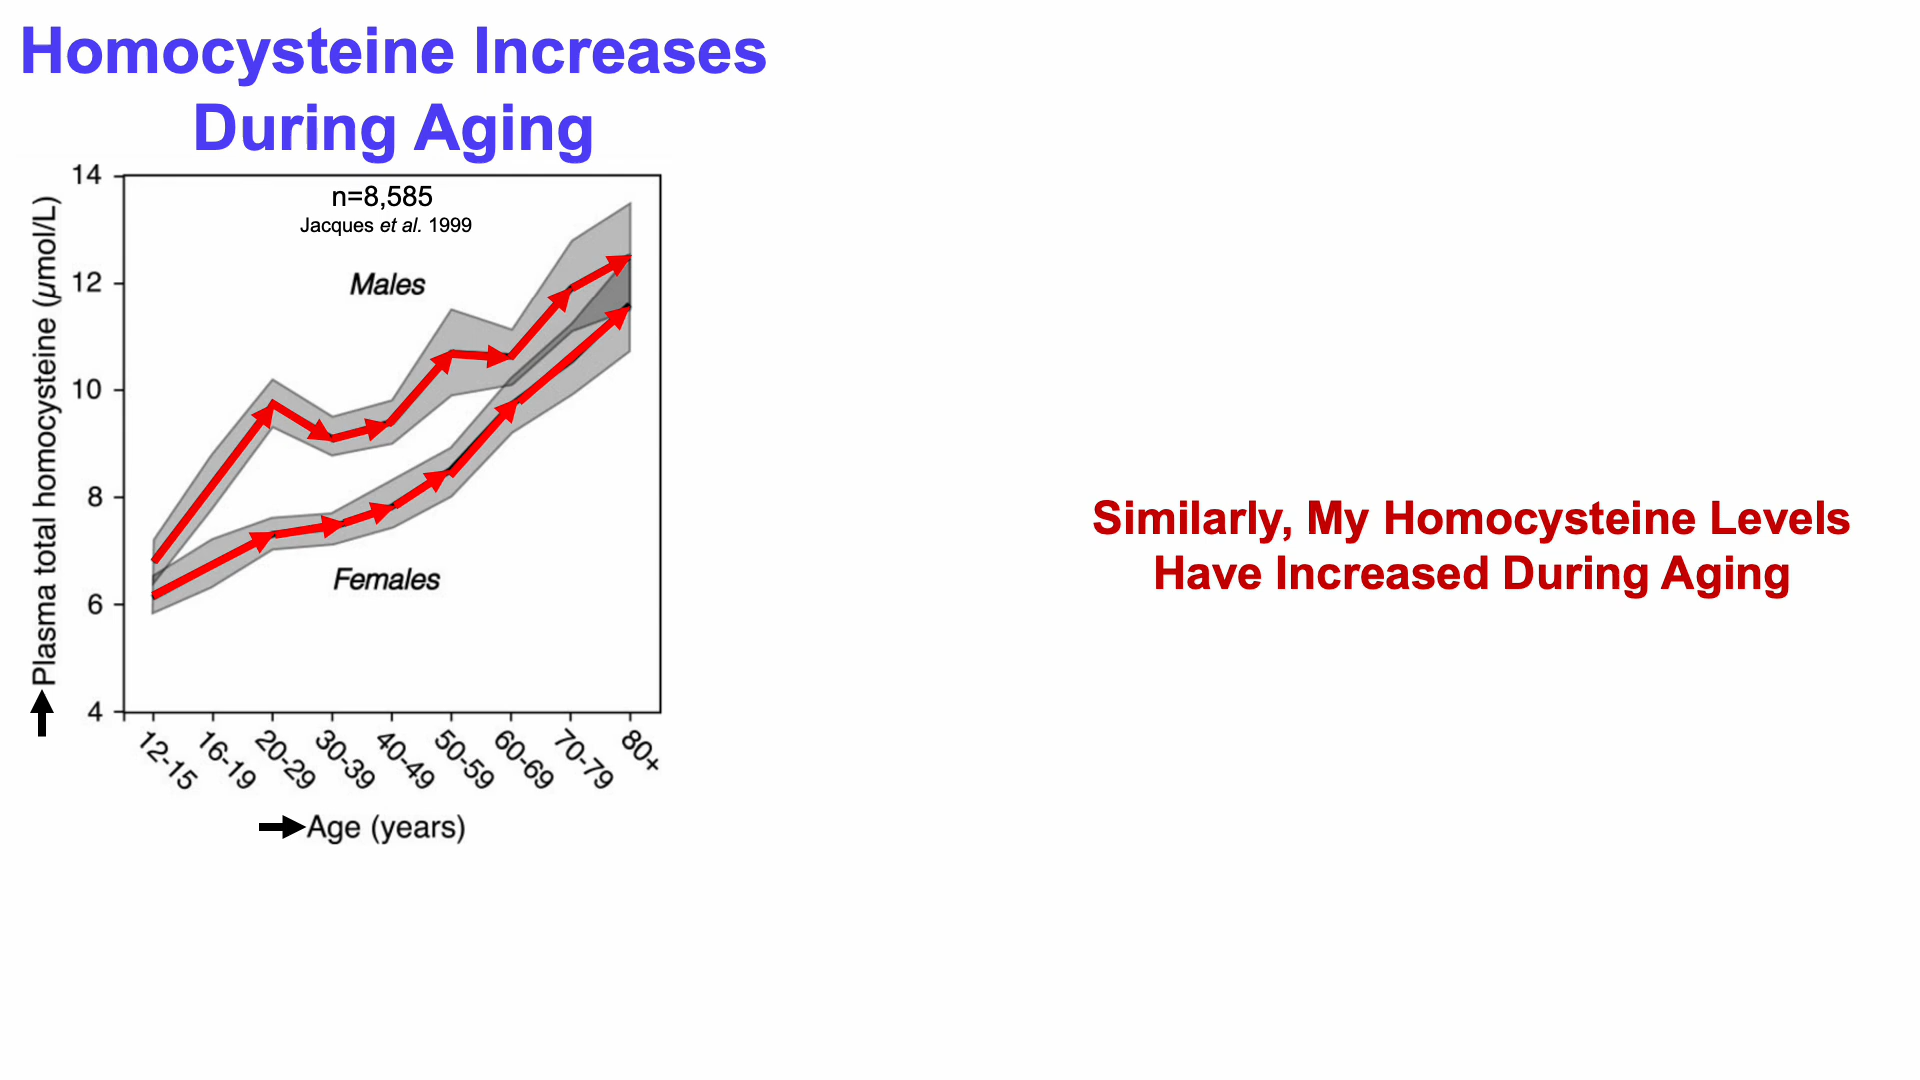 Homocysteine Increases
During Aging
n=8,585
Jacques et al. 1999
Males
Females
Plasma total homocysteine (µmol/L)
14
12
10
8
6
4
12-15
16-19
20-29
30-39
40-49
50-59
60-69
70-79
80+
Age (years)
Similarly, My Homocysteine Levels
Have Increased During Aging